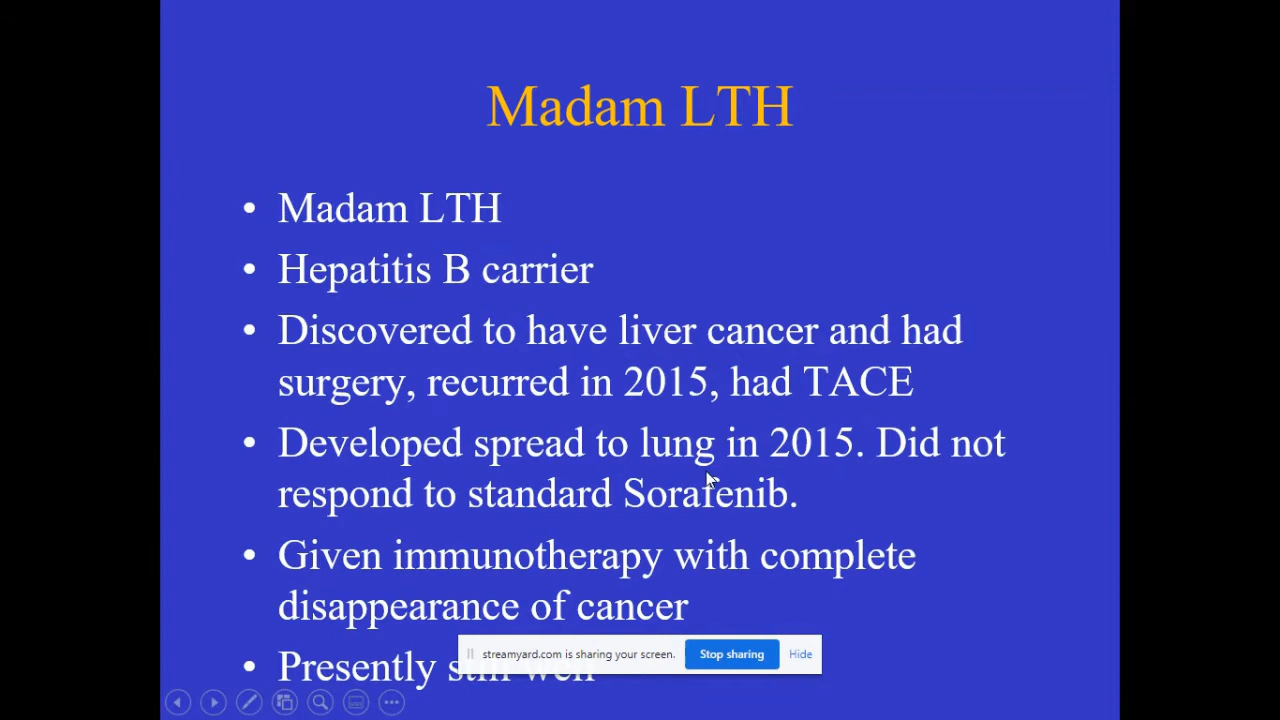 Madam LTH
• Madam LTH
• Hepatitis B carrier
• Discovered to have liver cancer and had
surgery, recurred in 2015, had TACE
• Developed spread to lung in 2015. Did not
respond to standard Sorafenib.
• Given immunotherapy with complete
disappearance of cancer
streamyard.com is sharing your screen. Stop sharing Hide
• Presently still well